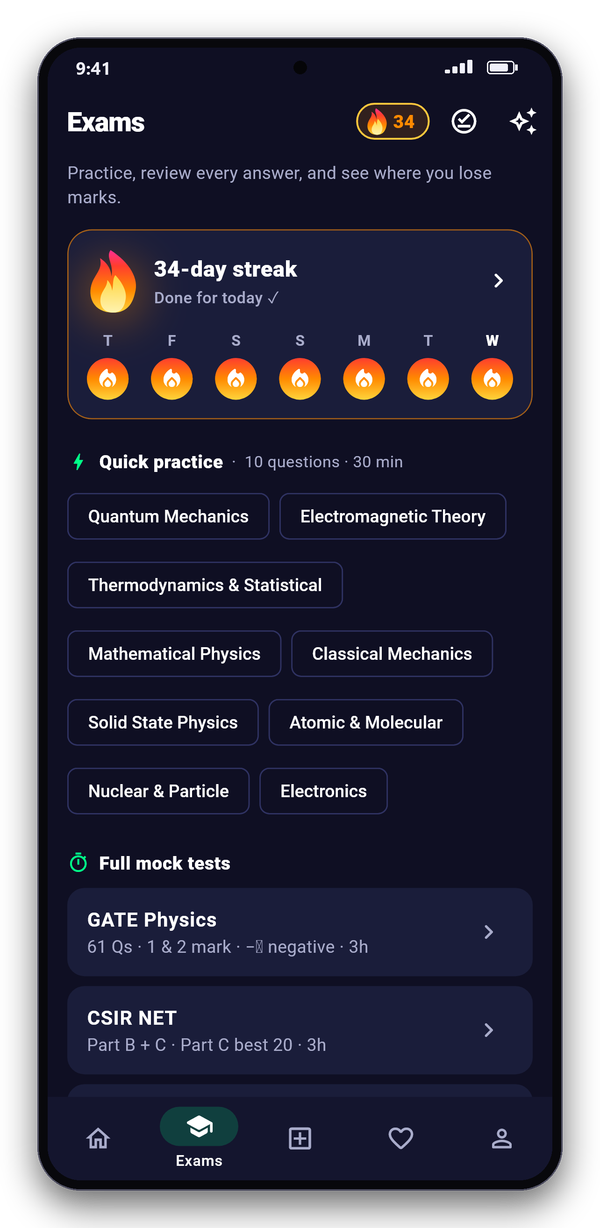 9:41
Exams
34
Practice, review every answer, and see where you lose
marks.
34-day streak
Done for today ✓
T F S S M T W
Quick practice · 10 questions · 30 min
Quantum Mechanics Electromagnetic Theory
Thermodynamics & Statistical
Mathematical Physics Classical Mechanics
Solid State Physics Atomic & Molecular
Nuclear & Particle Electronics
Full mock tests
GATE Physics
61 Qs · 1 & 2 mark · − negative · 3h
CSIR NET
Part B + C · Part C best 20 · 3h
Exams